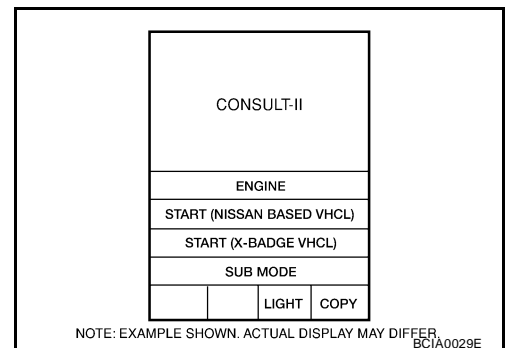 CONSULT-II
ENGINE
START (NISSAN BASED VHCL)
START (X-BADGE VHCL)
SUB MODE
LIGHT COPY
NOTE: EXAMPLE SHOWN. ACTUAL DISPLAY MAY DIFFER.
BCIA0029E